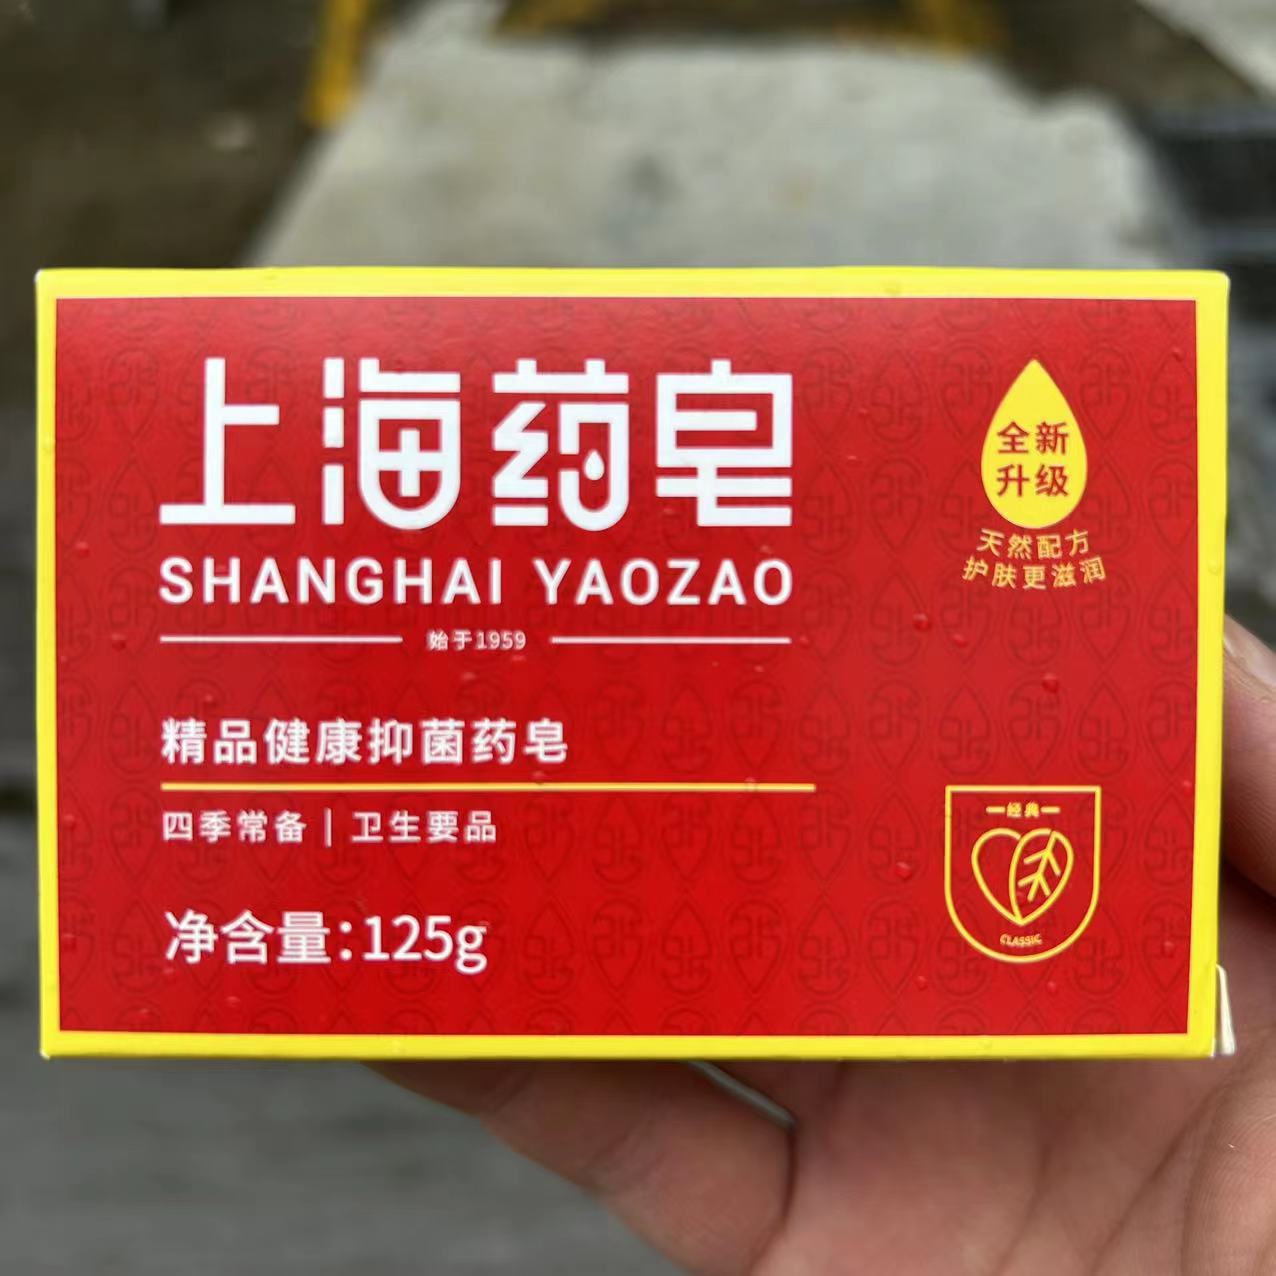 上海药皂
SHANGHAI YAOZAO
始于1959
精品健康抑菌药皂
四季常备 | 卫生要品
净含量:125g
全新
升级
天然配方
护肤更滋润
经典
CLASSIC